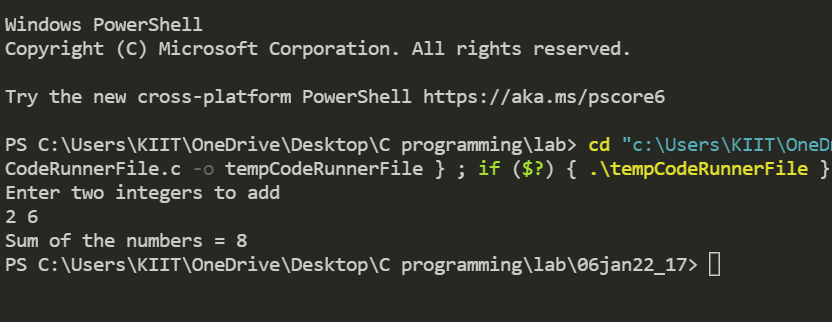 Windows PowerShell
Copyright (C) Microsoft Corporation. All rights reserved.
Try the new cross-platform PowerShell https://aka.ms/pscore6
PS C:\Users\KIIT\OneDrive\Desktop\C programming\lab> cd "c:\Users\KIIT\OneD
CodeRunnerFile.c -o tempCodeRunnerFile } ; if ($?) { .\tempCodeRunnerFile }
Enter two integers to add
2 6
Sum of the numbers = 8
PS C:\Users\KIIT\OneDrive\Desktop\C programming\lab\06jan22_17>